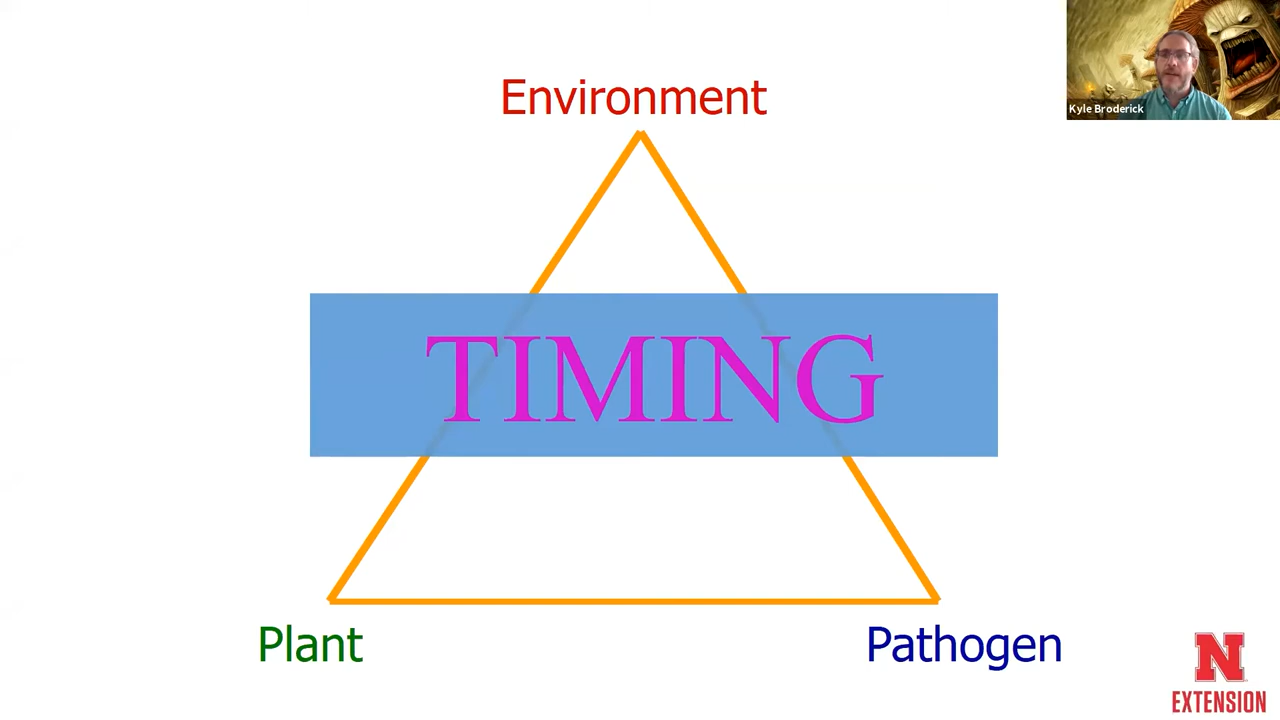 Environment
Kyle Broderick
TIMING
Plant
Pathogen
N
EXTENSION